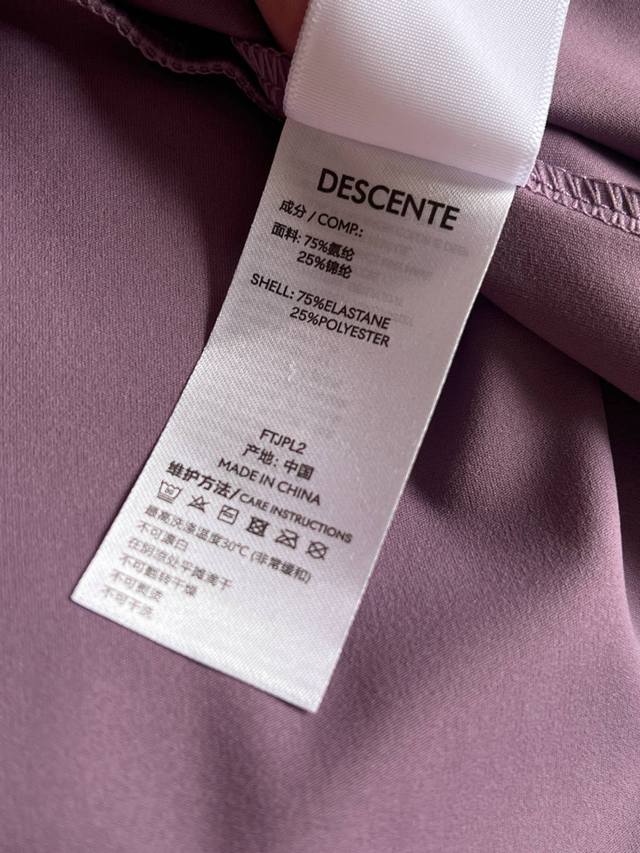 DESCENTE
成分 / COMP.:
面料: 75%氨纶
25%锦纶
SHELL: 75%ELASTANE
25%POLYESTER
FTJPL2
产地: 中国
MADE IN CHINA
维护方法/CARE INSTRUCTIONS
最高洗涤温度30℃ (非常缓和)
不可漂白
在阴凉处平摊滴干
不可翻转干燥
不可熨烫
不可干洗